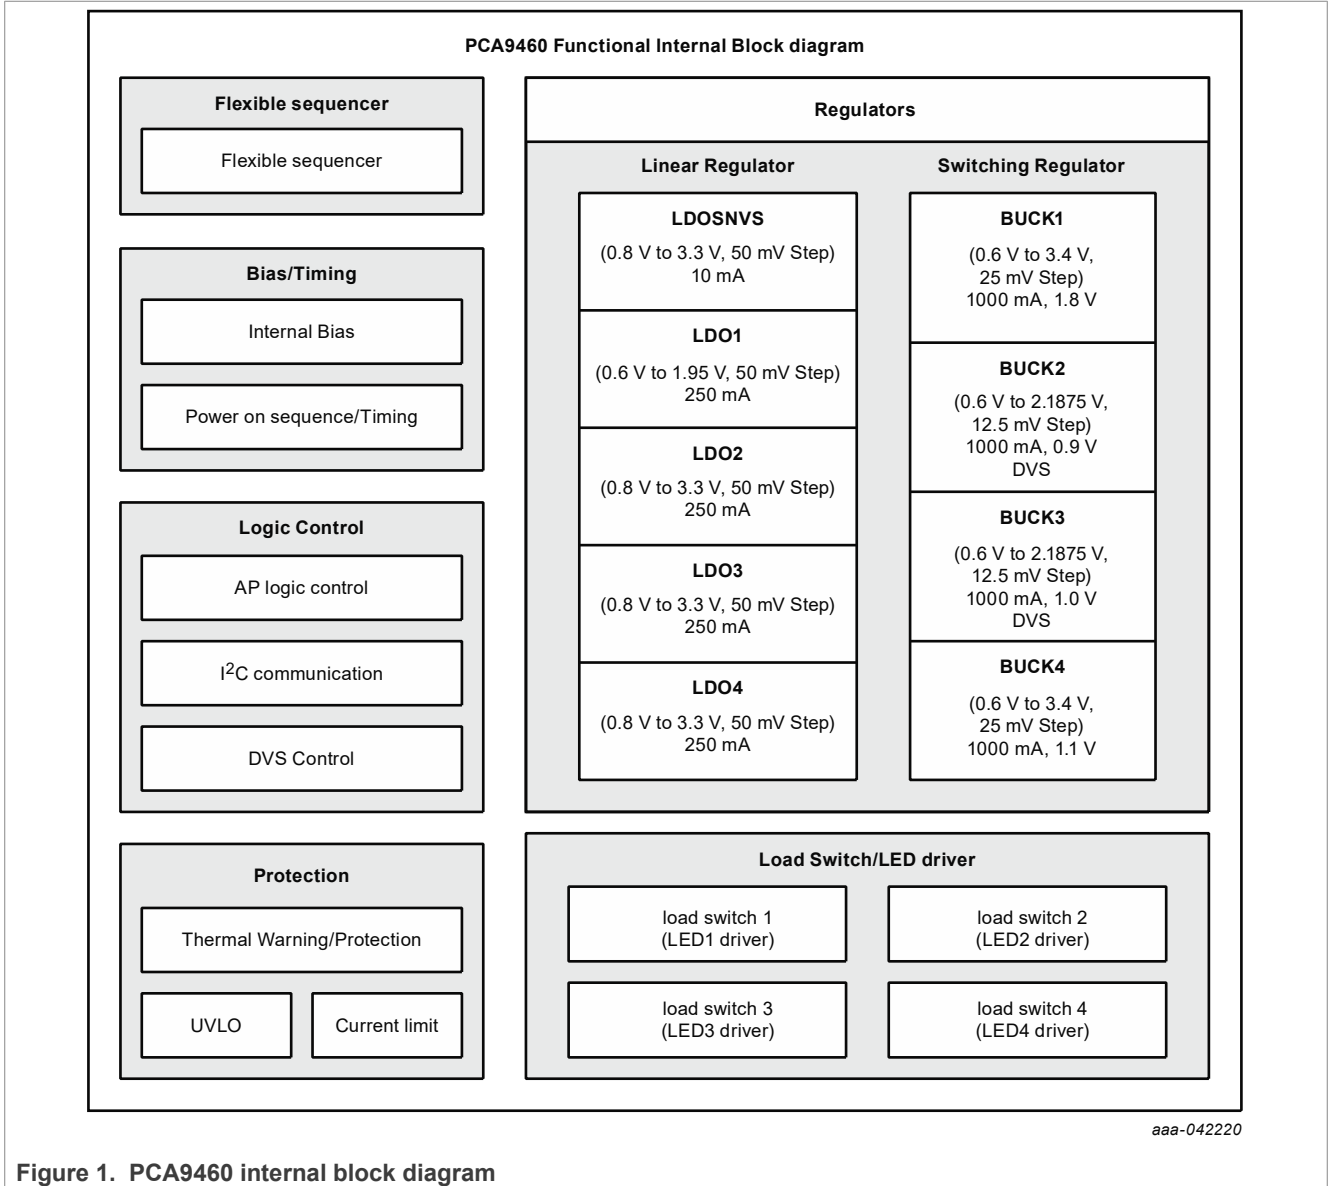 PCA9460 Functional Internal Block diagram
Flexible sequencer
Flexible sequencer
Bias/Timing
Internal Bias
Power on sequence/Timing
Logic Control
AP logic control
I²C communication
DVS Control
Protection
Thermal Warning/Protection
UVLO
Current limit
Regulators
Linear Regulator
LDOSNVS
(0.8 V to 3.3 V, 50 mV Step)
10 mA
LDO1
(0.6 V to 1.95 V, 50 mV Step)
250 mA
LDO2
(0.8 V to 3.3 V, 50 mV Step)
250 mA
LDO3
(0.8 V to 3.3 V, 50 mV Step)
250 mA
LDO4
(0.8 V to 3.3 V, 50 mV Step)
250 mA
Switching Regulator
BUCK1
(0.6 V to 3.4 V,
25 mV Step)
1000 mA, 1.8 V
BUCK2
(0.6 V to 2.1875 V,
12.5 mV Step)
1000 mA, 0.9 V
DVS
BUCK3
(0.6 V to 2.1875 V,
12.5 mV Step)
1000 mA, 1.0 V
DVS
BUCK4
(0.6 V to 3.4 V,
25 mV Step)
1000 mA, 1.1 V
Load Switch/LED driver
load switch 1
(LED1 driver)
load switch 2
(LED2 driver)
load switch 3
(LED3 driver)
load switch 4
(LED4 driver)
aaa-042220
Figure 1. PCA9460 internal block diagram